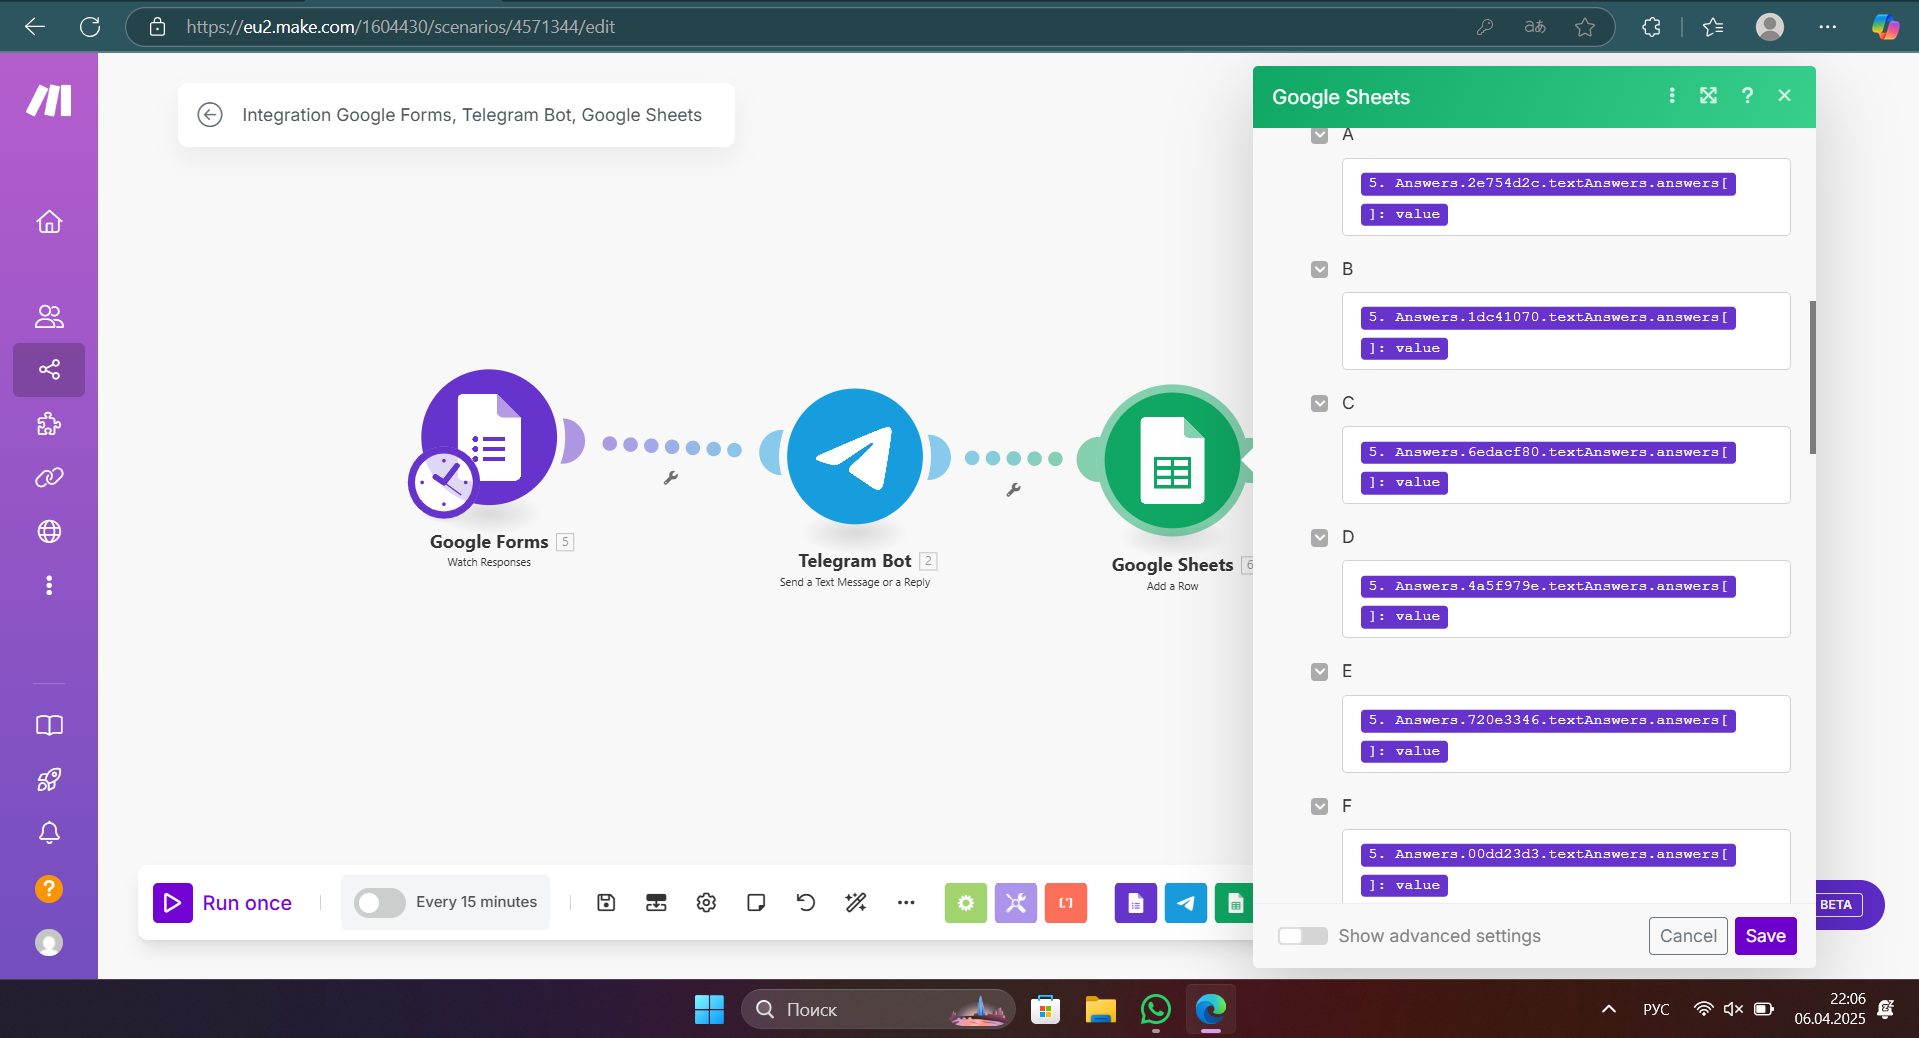 https://eu2.make.com/1604430/scenarios/4571344/edit
Integration Google Forms, Telegram Bot, Google Sheets
Google Forms 5
Watch Responses
Telegram Bot 2
Send a Text Message or a Reply
Google Sheets 6
Add a Row
Google Sheets
A
5. Answers.2e754d2c.textAnswers.answers[
]: value
B
5. Answers.1dc41070.textAnswers.answers[
]: value
C
5. Answers.6edacf80.textAnswers.answers[
]: value
D
5. Answers.4a5f979e.textAnswers.answers[
]: value
E
5. Answers.720e3346.textAnswers.answers[
]: value
F
5. Answers.00dd23d3.textAnswers.answers[
]: value
Show advanced settings
Cancel
Save
Run once
Every 15 minutes
BETA
Поиск
РУС
22:06
06.04.2025